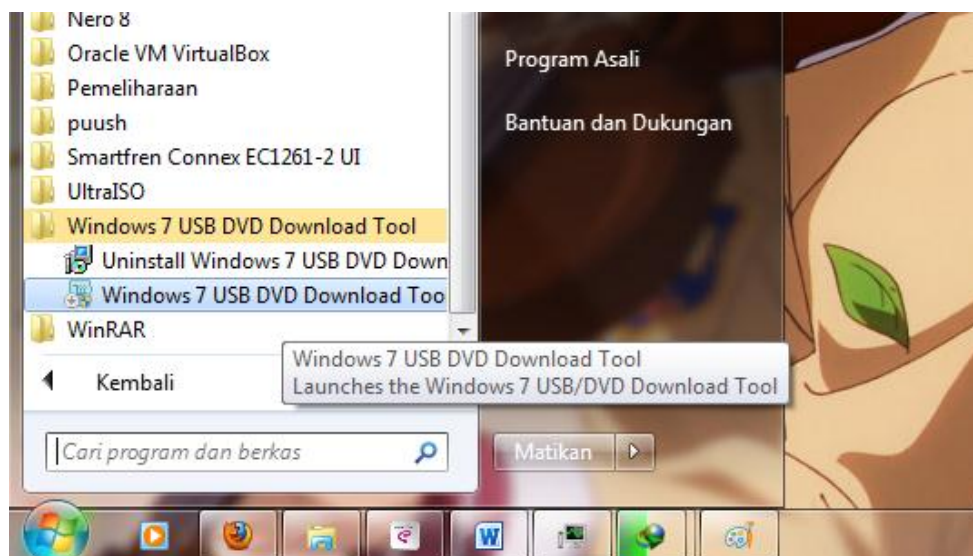 Nero 8
Oracle VM VirtualBox
Pemeliharaan
puush
Smartfren Connex EC1261-2 UI
UltraISO
Windows 7 USB DVD Download Tool
Uninstall Windows 7 USB DVD Down
Windows 7 USB DVD Download Too
WinRAR
Kembali
Cari program dan berkas
Program Asali
Bantuan dan Dukungan
Windows 7 USB DVD Download Tool
Launches the Windows 7 USB/DVD Download Tool
Matikan